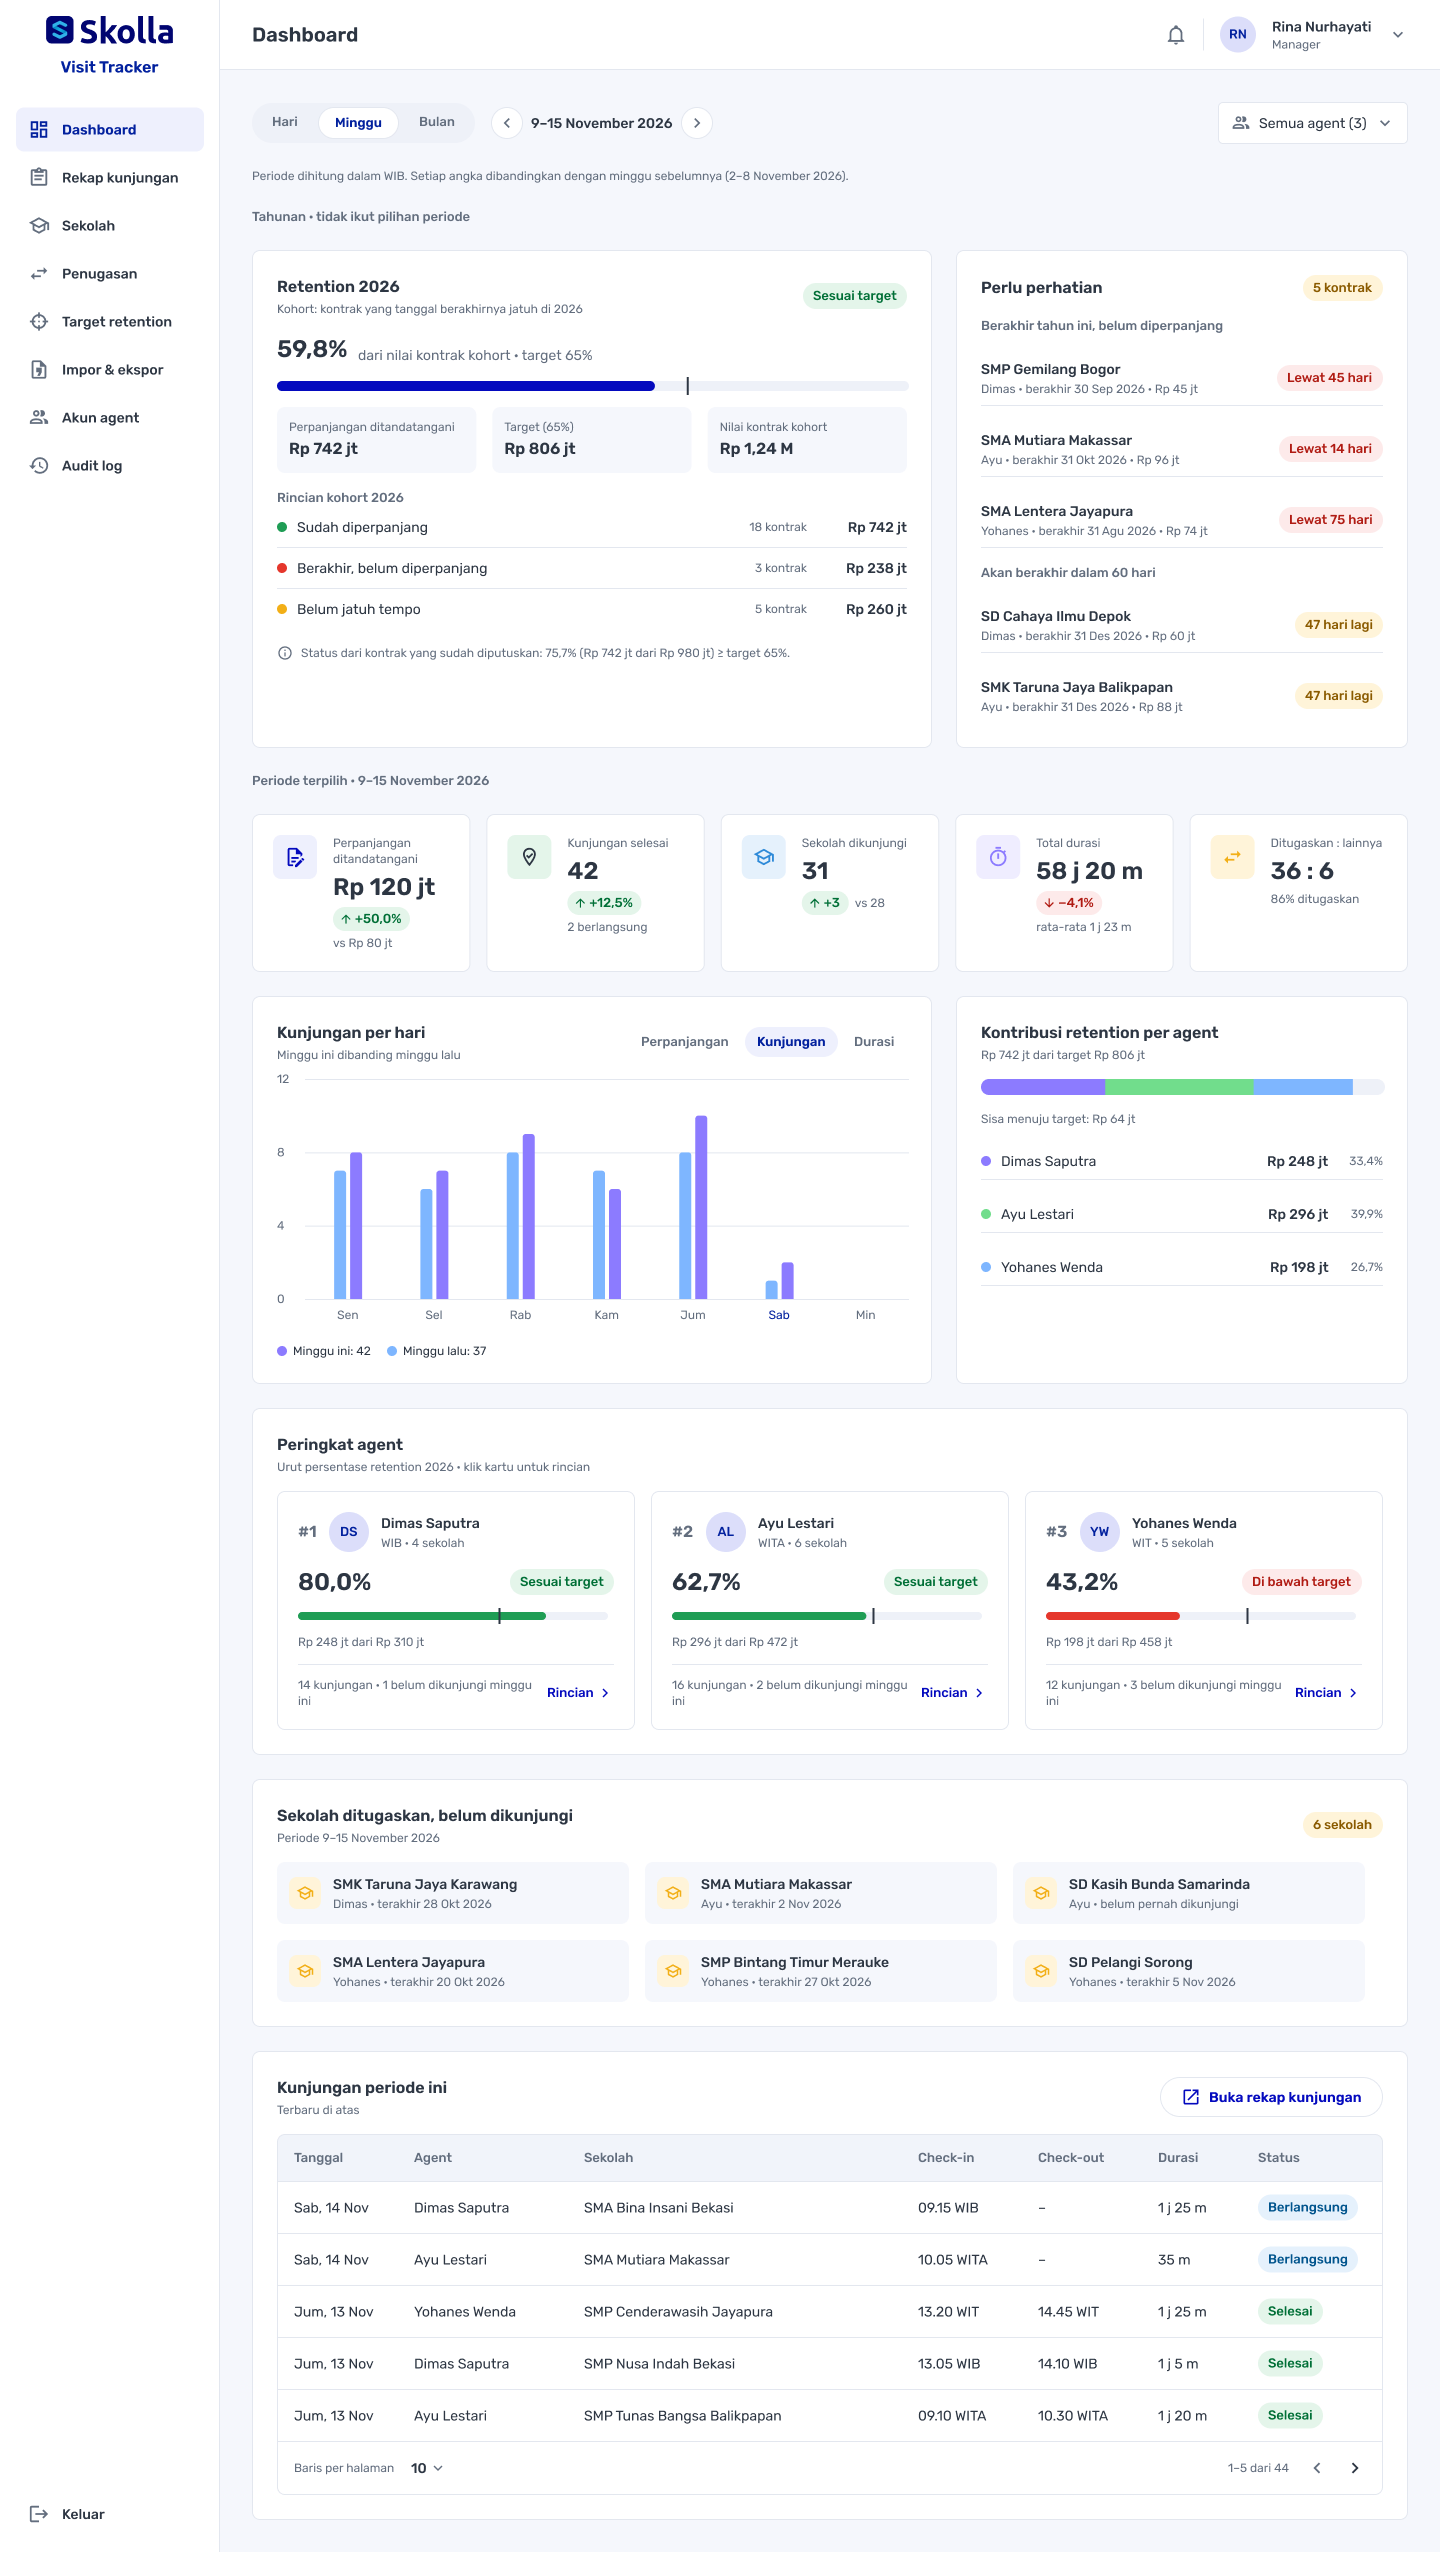 Skolla
Visit Tracker
Dashboard
Rekap kunjungan
Sekolah
Penugasan
Target retention
Impor & ekspor
Akun agent
Audit log
Keluar
Dashboard
RN
Rina Nurhayati
Manager
Hari
Minggu
Bulan
9–15 November 2026
Semua agent (3)
Periode dihitung dalam WIB. Setiap angka dibandingkan dengan minggu sebelumnya (2–8 November 2026).
Tahunan • tidak ikut pilihan periode
Retention 2026
Kohort: kontrak yang tanggal berakhirnya jatuh di 2026
Sesuai target
59,8% dari nilai kontrak kohort • target 65%
Perpanjangan ditandatangani
Rp 742 jt
Target (65%)
Rp 806 jt
Nilai kontrak kohort
Rp 1,24 M
Rincian kohort 2026
Sudah diperpanjang 18 kontrak Rp 742 jt
Berakhir, belum diperpanjang 3 kontrak Rp 238 jt
Belum jatuh tempo 5 kontrak Rp 260 jt
Status dari kontrak yang sudah diputuskan: 75,7% (Rp 742 jt dari Rp 980 jt) ≥ target 65%.
Perlu perhatian
5 kontrak
Berakhir tahun ini, belum diperpanjang
SMP Gemilang Bogor
Dimas • berakhir 30 Sep 2026 • Rp 45 jt
Lewat 45 hari
SMA Mutiara Makassar
Ayu • berakhir 31 Okt 2026 • Rp 96 jt
Lewat 14 hari
SMA Lentera Jayapura
Yohanes • berakhir 31 Agu 2026 • Rp 74 jt
Lewat 75 hari
Akan berakhir dalam 60 hari
SD Cahaya Ilmu Depok
Dimas • berakhir 31 Des 2026 • Rp 60 jt
47 hari lagi
SMK Taruna Jaya Balikpapan
Ayu • berakhir 31 Des 2026 • Rp 88 jt
47 hari lagi
Periode terpilih • 9–15 November 2026
Perpanjangan
ditandatangani
Rp 120 jt
+50,0%
vs Rp 80 jt
Kunjungan selesai
42
+12,5%
2 berlangsung
Sekolah dikunjungi
31
+3 vs 28
Total durasi
58 j 20 m
−4,1%
rata-rata 1 j 23 m
Ditugaskan : lainnya
36 : 6
86% ditugaskan
Kunjungan per hari
Minggu ini dibanding minggu lalu
Perpanjangan
Kunjungan
Durasi
12
8
4
0
Sen
Sel
Rab
Kam
Jum
Sab
Min
Minggu ini: 42
Minggu lalu: 37
Kontribusi retention per agent
Rp 742 jt dari target Rp 806 jt
Sisa menuju target: Rp 64 jt
Dimas Saputra Rp 248 jt 33,4%
Ayu Lestari Rp 296 jt 39,9%
Yohanes Wenda Rp 198 jt 26,7%
Peringkat agent
Urut persentase retention 2026 • klik kartu untuk rincian
#1
DS
Dimas Saputra
WIB • 4 sekolah
80,0%
Sesuai target
Rp 248 jt dari Rp 310 jt
14 kunjungan • 1 belum dikunjungi minggu
ini
Rincian
#2
AL
Ayu Lestari
WITA • 6 sekolah
62,7%
Sesuai target
Rp 296 jt dari Rp 472 jt
16 kunjungan • 2 belum dikunjungi minggu
ini
Rincian
#3
YW
Yohanes Wenda
WIT • 5 sekolah
43,2%
Di bawah target
Rp 198 jt dari Rp 458 jt
12 kunjungan • 3 belum dikunjungi minggu
ini
Rincian
Sekolah ditugaskan, belum dikunjungi
Periode 9–15 November 2026
6 sekolah
SMK Taruna Jaya Karawang
Dimas • terakhir 28 Okt 2026
SMA Mutiara Makassar
Ayu • terakhir 2 Nov 2026
SD Kasih Bunda Samarinda
Ayu • belum pernah dikunjungi
SMA Lentera Jayapura
Yohanes • terakhir 20 Okt 2026
SMP Bintang Timur Merauke
Yohanes • terakhir 27 Okt 2026
SD Pelangi Sorong
Yohanes • terakhir 5 Nov 2026
Kunjungan periode ini
Terbaru di atas
Buka rekap kunjungan
Tanggal Agent Sekolah Check-in Check-out Durasi Status
Sab, 14 Nov Dimas Saputra SMA Bina Insani Bekasi 09.15 WIB – 1 j 25 m Berlangsung
Sab, 14 Nov Ayu Lestari SMA Mutiara Makassar 10.05 WITA – 35 m Berlangsung
Jum, 13 Nov Yohanes Wenda SMP Cenderawasih Jayapura 13.20 WIT 14.45 WIT 1 j 25 m Selesai
Jum, 13 Nov Dimas Saputra SMP Nusa Indah Bekasi 13.05 WIB 14.10 WIB 1 j 5 m Selesai
Jum, 13 Nov Ayu Lestari SMP Tunas Bangsa Balikpapan 09.10 WITA 10.30 WITA 1 j 20 m Selesai
Baris per halaman 10
1–5 dari 44